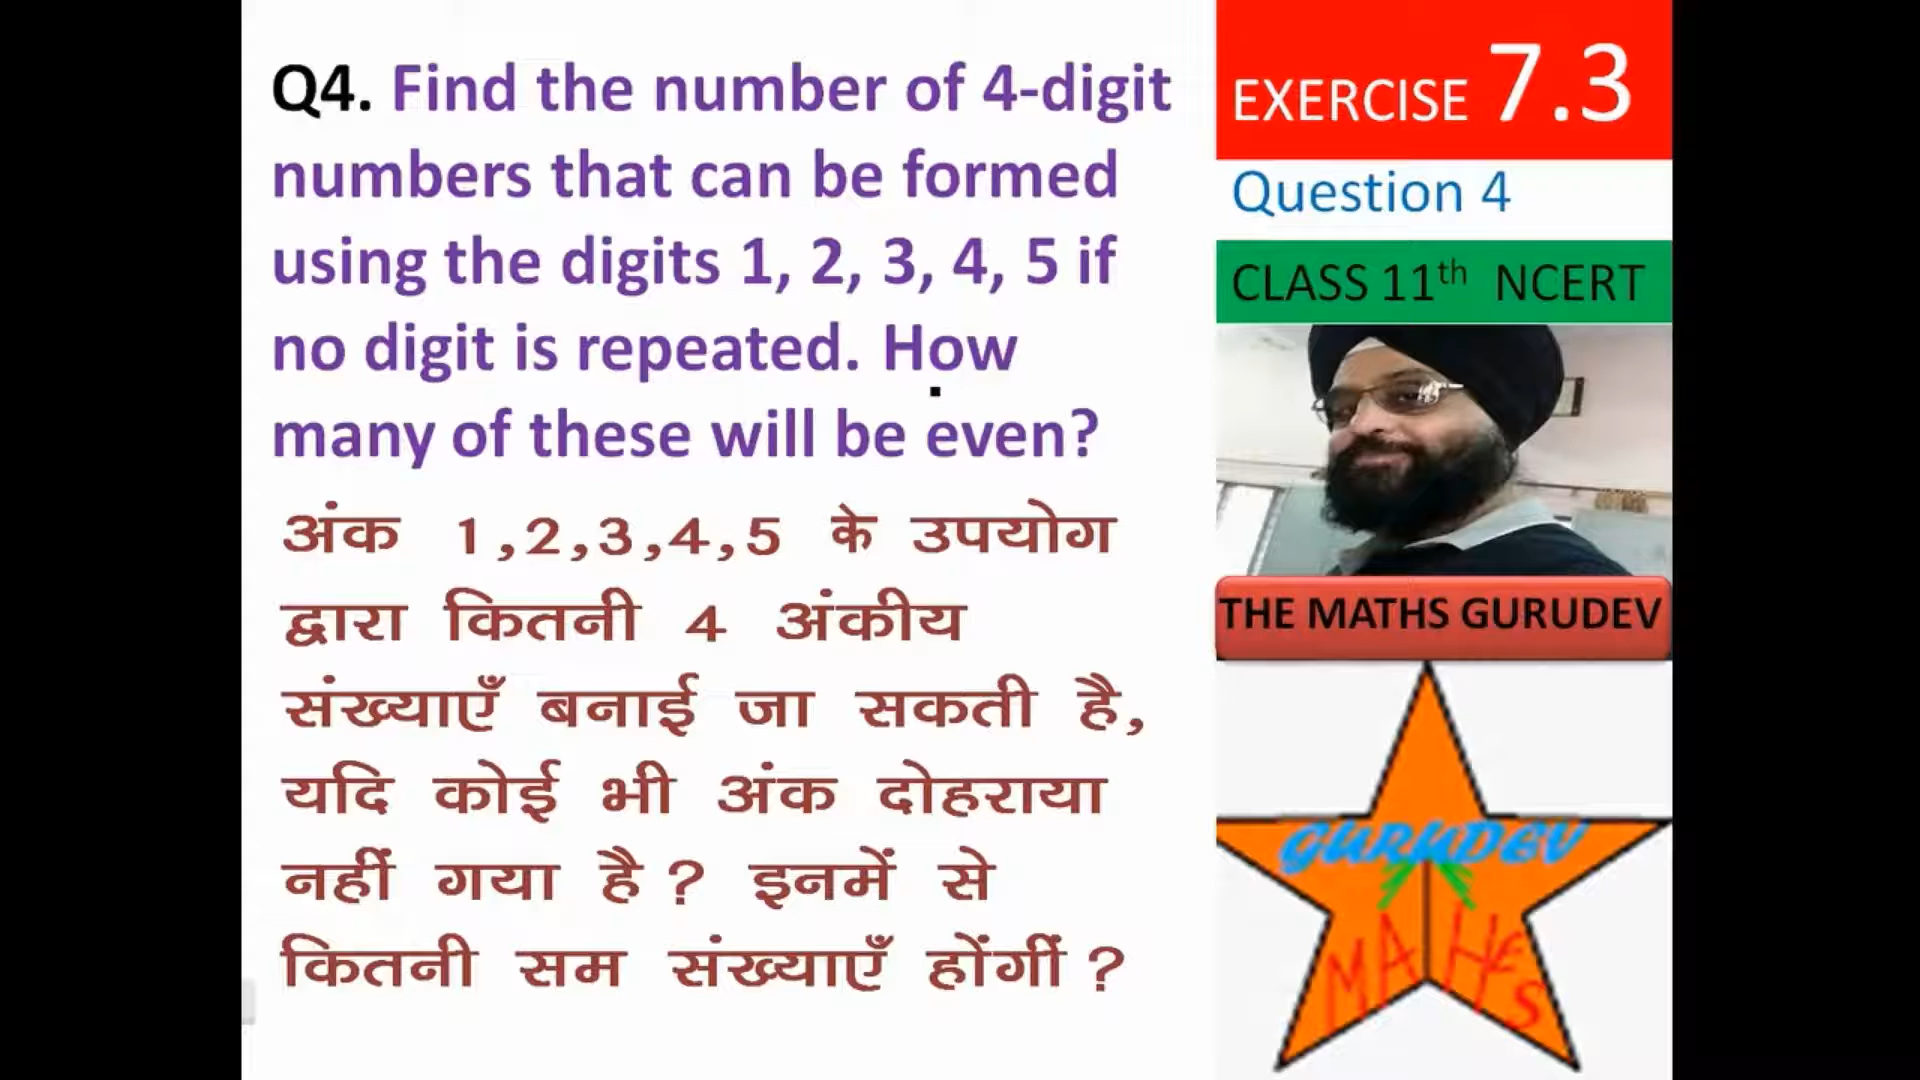 Q4. Find the number of 4-digit
numbers that can be formed
using the digits 1, 2, 3, 4, 5 if
no digit is repeated. How
many of these will be even?
अंक 1,2,3,4,5 के उपयोग
द्वारा कितनी 4 अंकीय
संख्याएँ बनाई जा सकती है,
यदि कोई भी अंक दोहराया
नहीं गया है? इनमें से
कितनी सम संख्याएँ होंगीं?
EXERCISE 7.3
Question 4
CLASS 11th NCERT
THE MATHS GURUDEV
GURUDEV
MATHS